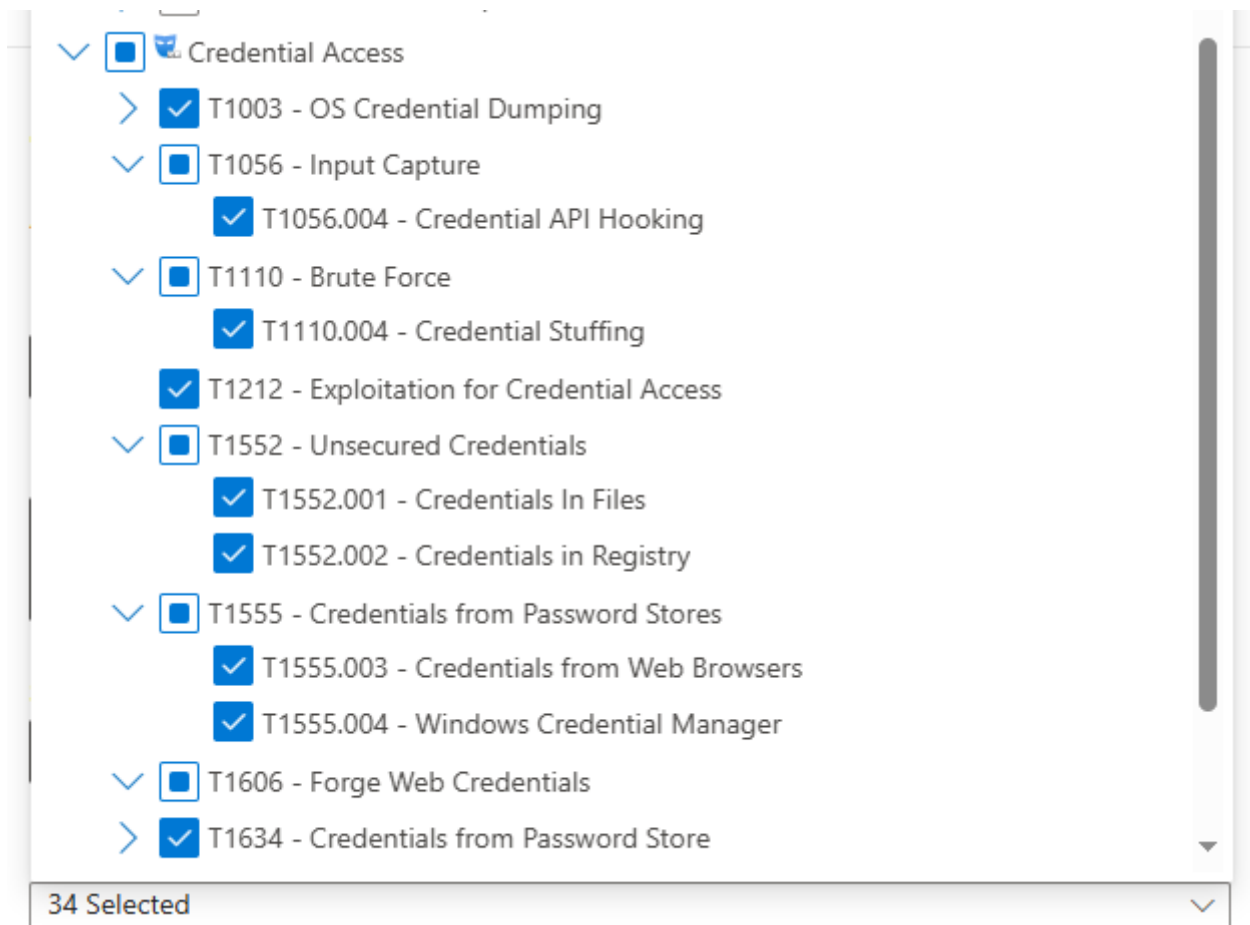 Credential Access
T1003 - OS Credential Dumping
T1056 - Input Capture
T1056.004 - Credential API Hooking
T1110 - Brute Force
T1110.004 - Credential Stuffing
T1212 - Exploitation for Credential Access
T1552 - Unsecured Credentials
T1552.001 - Credentials In Files
T1552.002 - Credentials in Registry
T1555 - Credentials from Password Stores
T1555.003 - Credentials from Web Browsers
T1555.004 - Windows Credential Manager
T1606 - Forge Web Credentials
T1634 - Credentials from Password Store
34 Selected